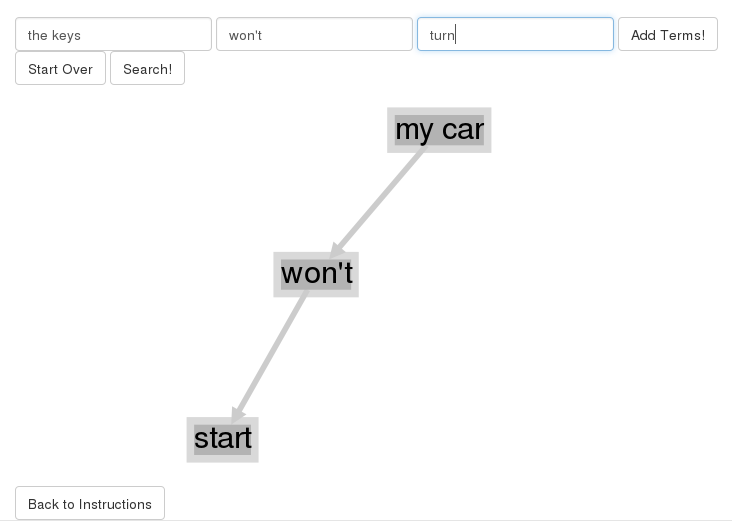 the keys won't turn Add Terms!
Start Over Search!
my car
won't
start
Back to Instructions